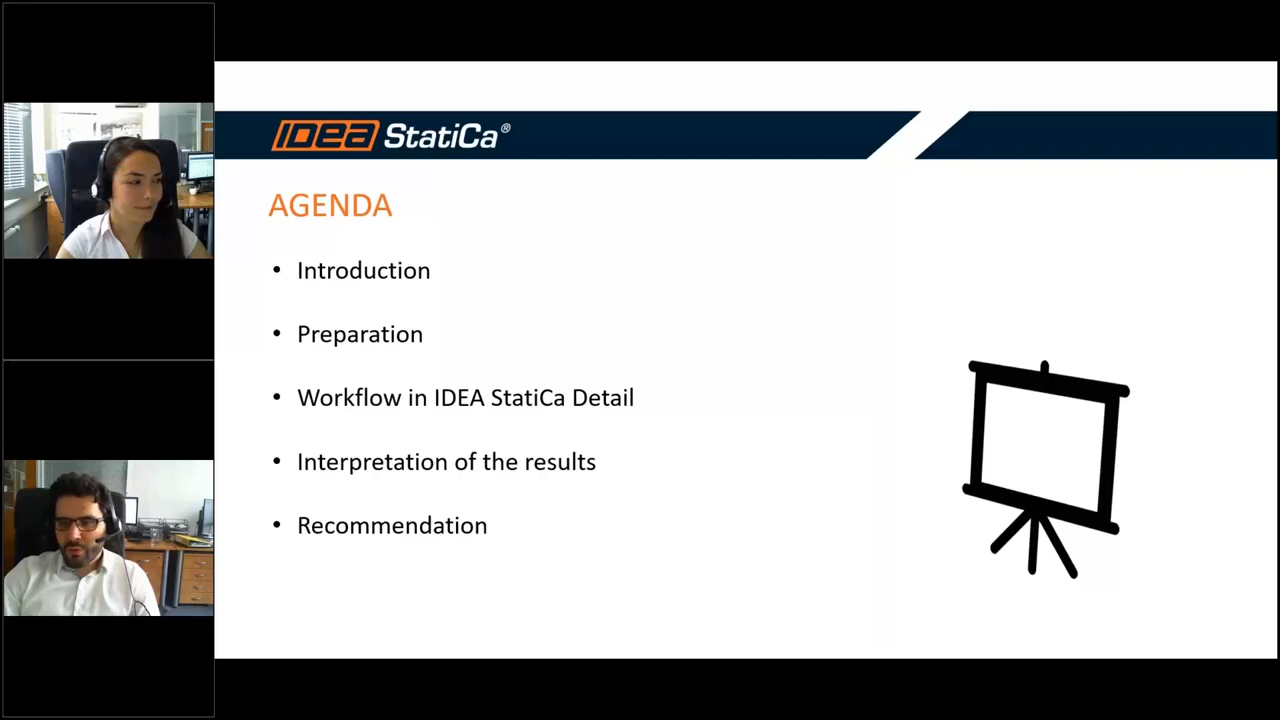 IDEA StatiCa®
AGENDA
• Introduction
• Preparation
• Workflow in IDEA StatiCa Detail
• Interpretation of the results
• Recommendation